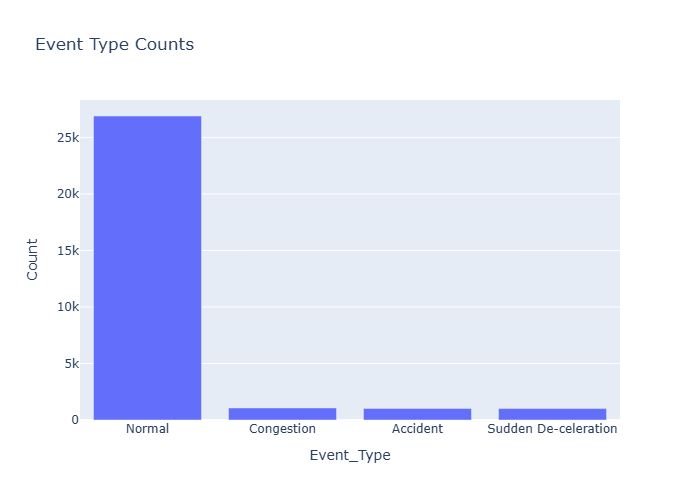 Event Type Counts
25k
20k
15k
10k
5k
0
Count
Normal
Congestion
Accident
Sudden De-celeration
Event_Type